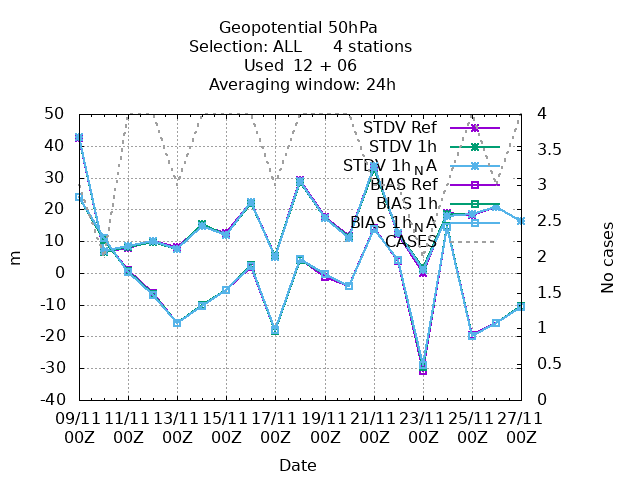 Geopotential 50hPa
Selection: ALL 4 stations
Used 12 + 06
Averaging window: 24h
50 4
40 3.5
30 3
20 2.5
10 2
0 1.5
-10 1
-20 0.5
-30 0
-40
STDV Ref
STDV 1h
STDV 1h_NA
BIAS Ref
BIAS 1h
BIAS 1h_NA
CASES
m
No cases
09/11 11/11 13/11 15/11 17/11 19/11 21/11 23/11 25/11 27/11
00Z 00Z 00Z 00Z 00Z 00Z 00Z 00Z 00Z 00Z
Date